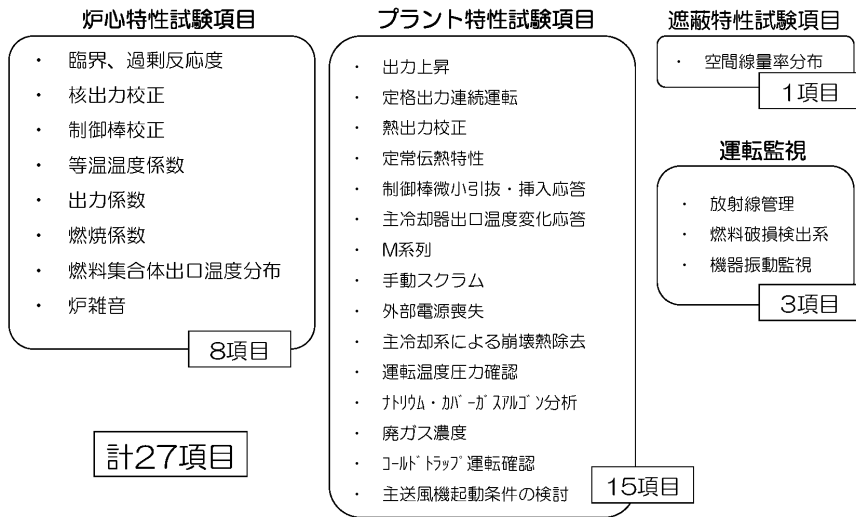 炉心特性試験項目
・ 臨界、過剰反応度
・ 核出力校正
・ 制御棒校正
・ 等温温度係数
・ 出力係数
・ 燃焼係数
・ 燃料集合体出口温度分布
・ 炉雑音
8項目
計27項目
プラント特性試験項目
・ 出力上昇
・ 定格出力連続運転
・ 熱出力校正
・ 定常伝熱特性
・ 制御棒微小引抜・挿入応答
・ 主冷却器出口温度変化応答
・ M系列
・ 手動スクラム
・ 外部電源喪失
・ 主冷却系による崩壊熱除去
・ 運転温度圧力確認
・ ﾅﾄﾘｳﾑ・ｶﾊﾞｰｶﾞｽｱﾙｺﾞﾝ分析
・ 廃ガス濃度
・ ｺｰﾙﾄﾞﾄﾗｯﾌﾟ運転確認
・ 主送風機起動条件の検討
15項目
遮蔽特性試験項目
・ 空間線量率分布
1項目
運転監視
・ 放射線管理
・ 燃料破損検出系
・ 機器振動監視
3項目